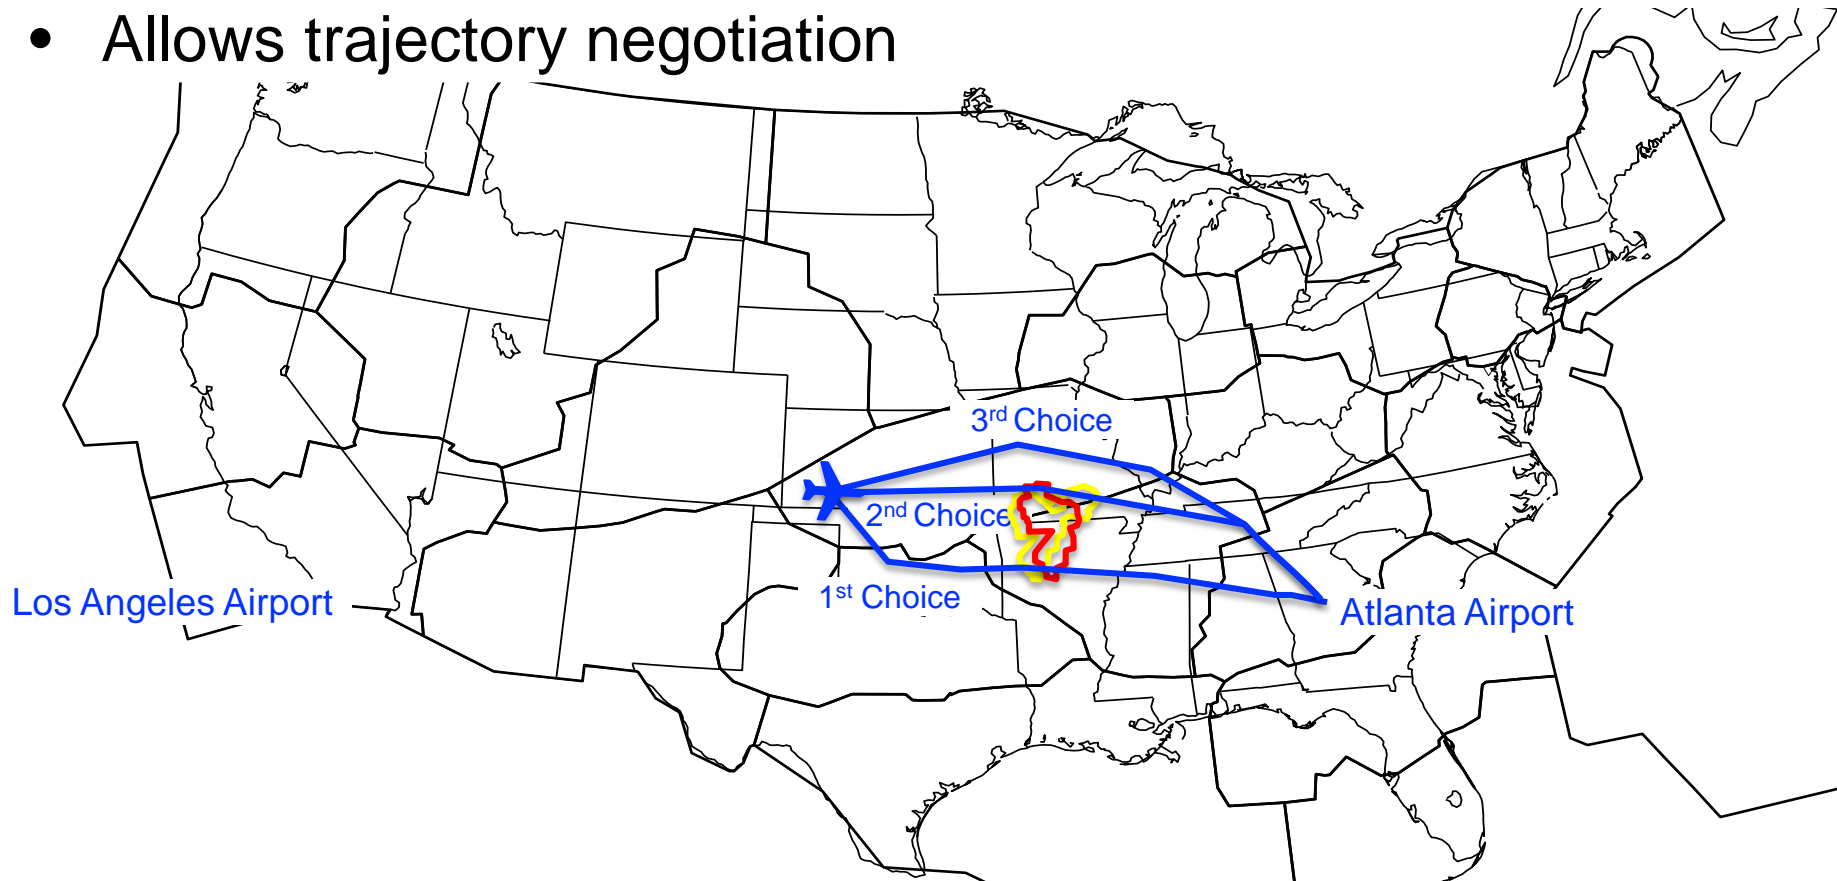 • Allows trajectory negotiation
3rd Choice
2nd Choice
1st Choice
Los Angeles Airport
Atlanta Airport